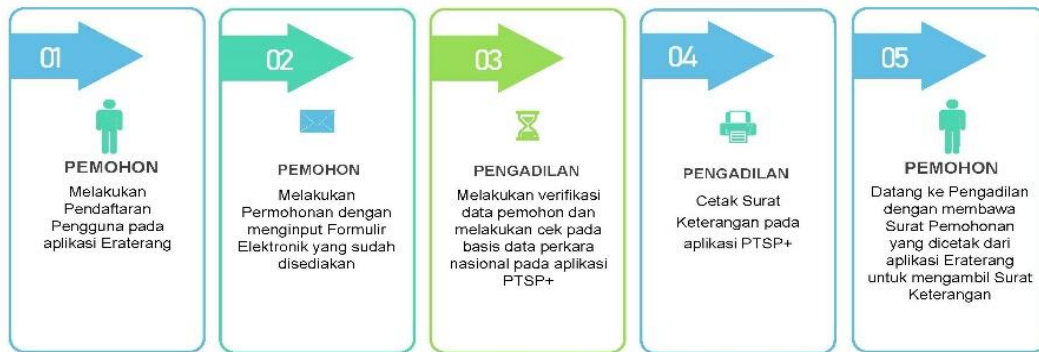 01
PEMOHON
Melakukan
Pendaftaran
Pengguna pada
aplikasi Eraterang
02
PEMOHON
Melakukan
Permohonan dengan
menginput Formulir
Elektronik yang sudah
disediakan
03
PENGADILAN
Melakukan verifikasi
data pemohon dan
melakukan cek pada
basis data perkara
nasional pada aplikasi
PTSP+
04
PENGADILAN
Cetak Surat
Keterangan pada
aplikasi PTSP+
05
PEMOHON
Datang ke Pengadilan
dengan membawa
Surat Pemohonan
yang dicetak dari
aplikasi Eraterang
untuk mengambil Surat
Keterangan